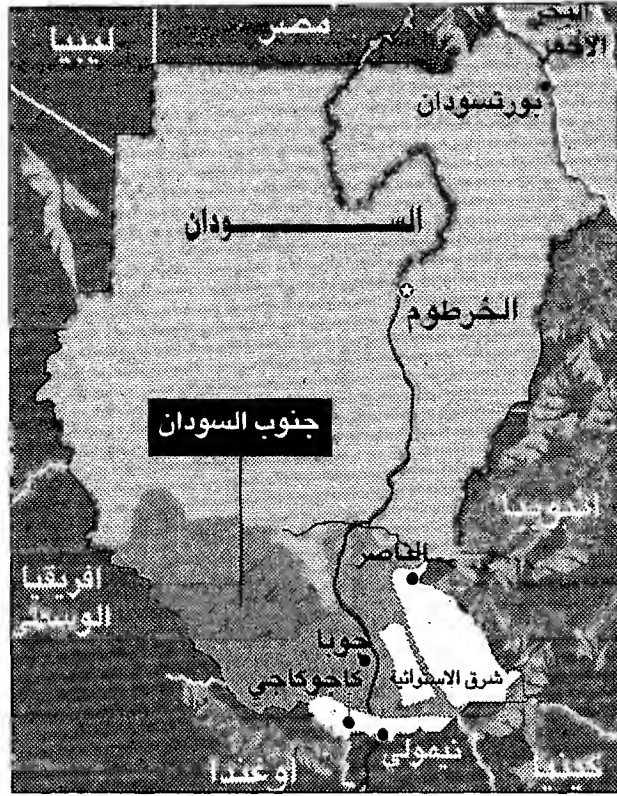 ليبيا
مصر
البحر
الأحمر
بورتسودان
الســـودان
الخرطوم
جنوب السودان
اثيوبيا
الناصر
افريقيا
الوسطى
جوبا
كاجوكاجي
شرق الاستوائية
نيمولي
اوغندا
كينيا